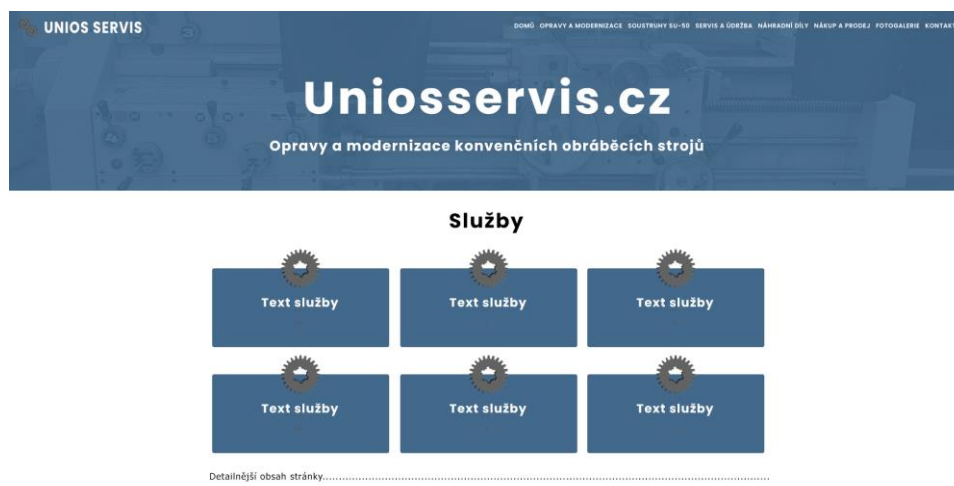 UNIOS SERVIS
DOMŮ OPRAVY A MODERNIZACE SOUSTRUHY SU-50 SERVIS A ÚDRŽBA NÁHRADNÍ DÍLY NÁKUP A PRODEJ FOTOGALERIE KONTAKT
Uniosservis.cz
Opravy a modernizace konvenčních obráběcích strojů
Služby
Text služby Text služby Text služby
Text služby Text služby Text služby
Detailnější obsah stránky................................................................................................................................................